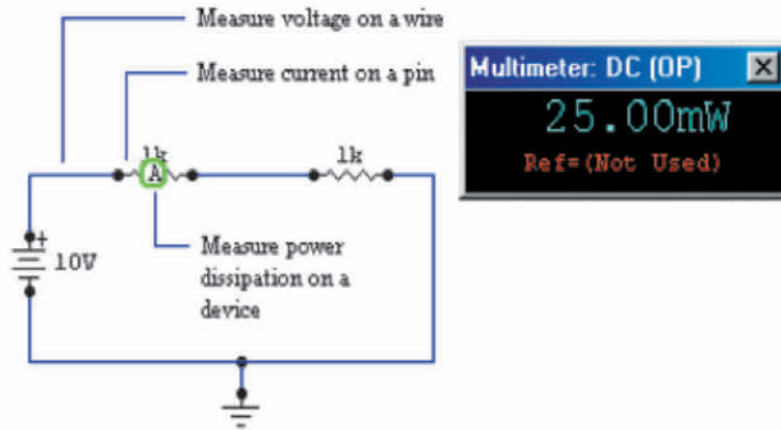 Measure voltage on a wire
Measure current on a pin
Multimeter: DC (OP)
25.00mW
Ref=(Not Used)
1k
A
1k
+
10V
Measure power
dissipation on a
device